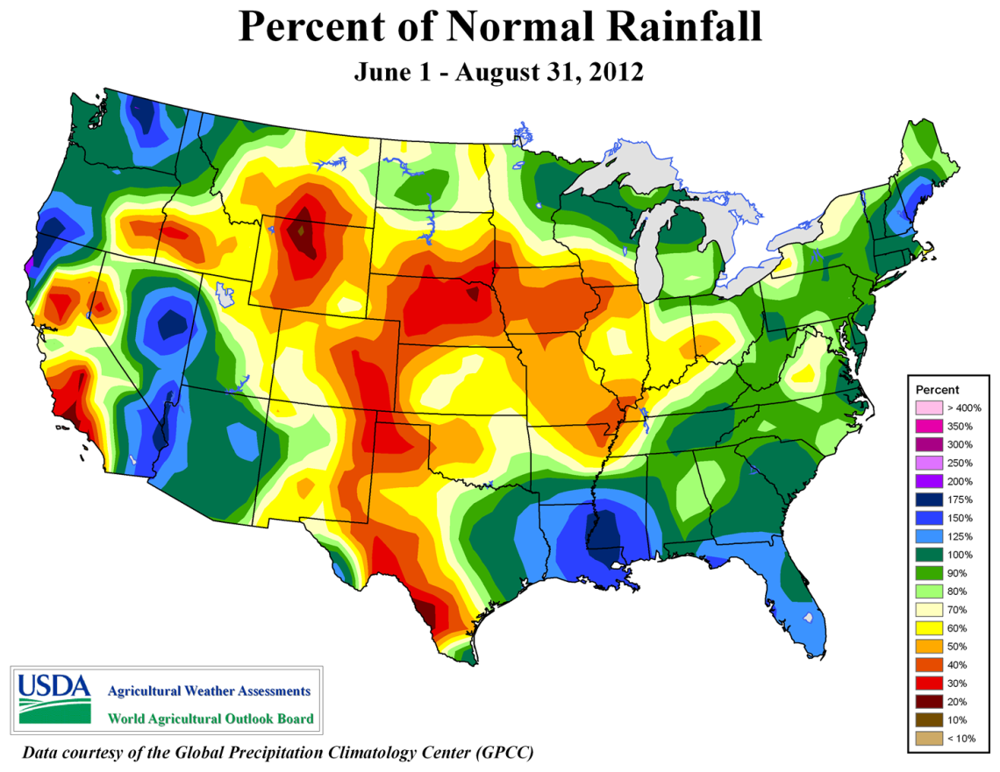 Percent of Normal Rainfall
June 1 - August 31, 2012
Percent
> 400%
350%
300%
250%
200%
175%
150%
125%
100%
90%
80%
70%
60%
50%
40%
30%
20%
10%
< 10%
USDA
Agricultural Weather Assessments
World Agricultural Outlook Board
Data courtesy of the Global Precipitation Climatology Center (GPCC)